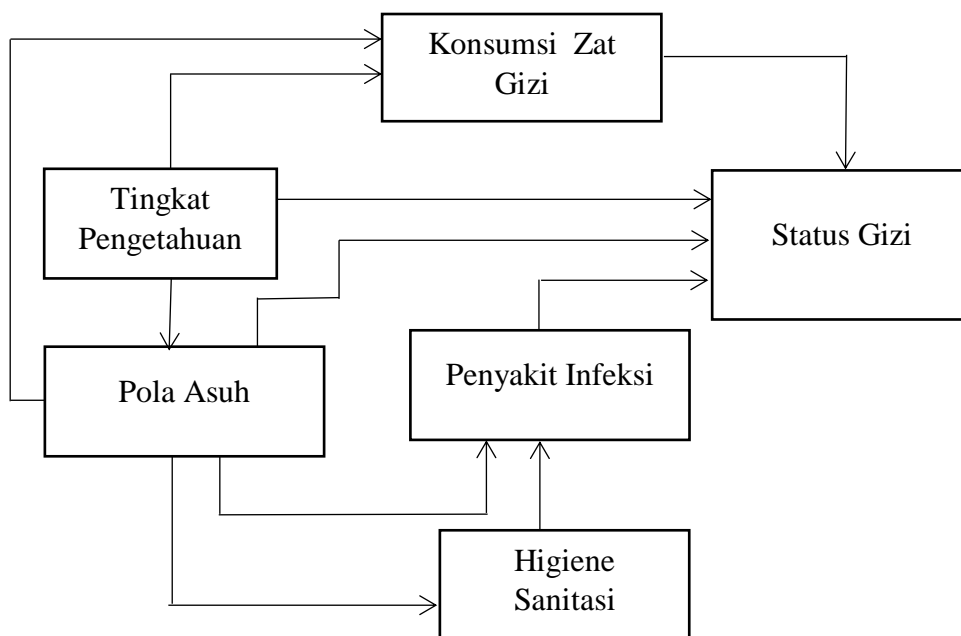 Konsumsi Zat
Gizi
Tingkat
Pengetahuan
Status Gizi
Pola Asuh
Penyakit Infeksi
Higiene
Sanitasi